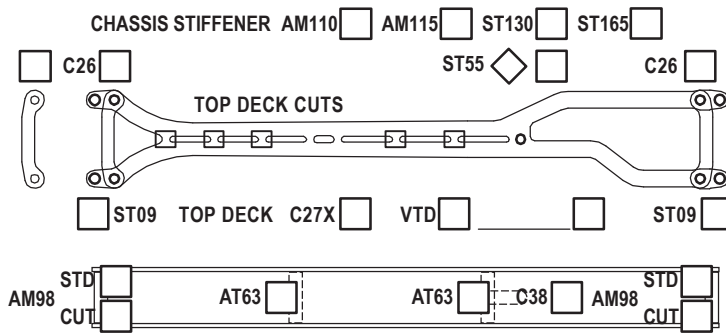 CHASSIS STIFFENER AM110 AM115 ST130 ST165
C26 ST55 C26
TOP DECK CUTS
ST09 TOP DECK C27X VTD ST09
STD STD
AM98 AT63 AT63 C38 AM98
CUT CUT